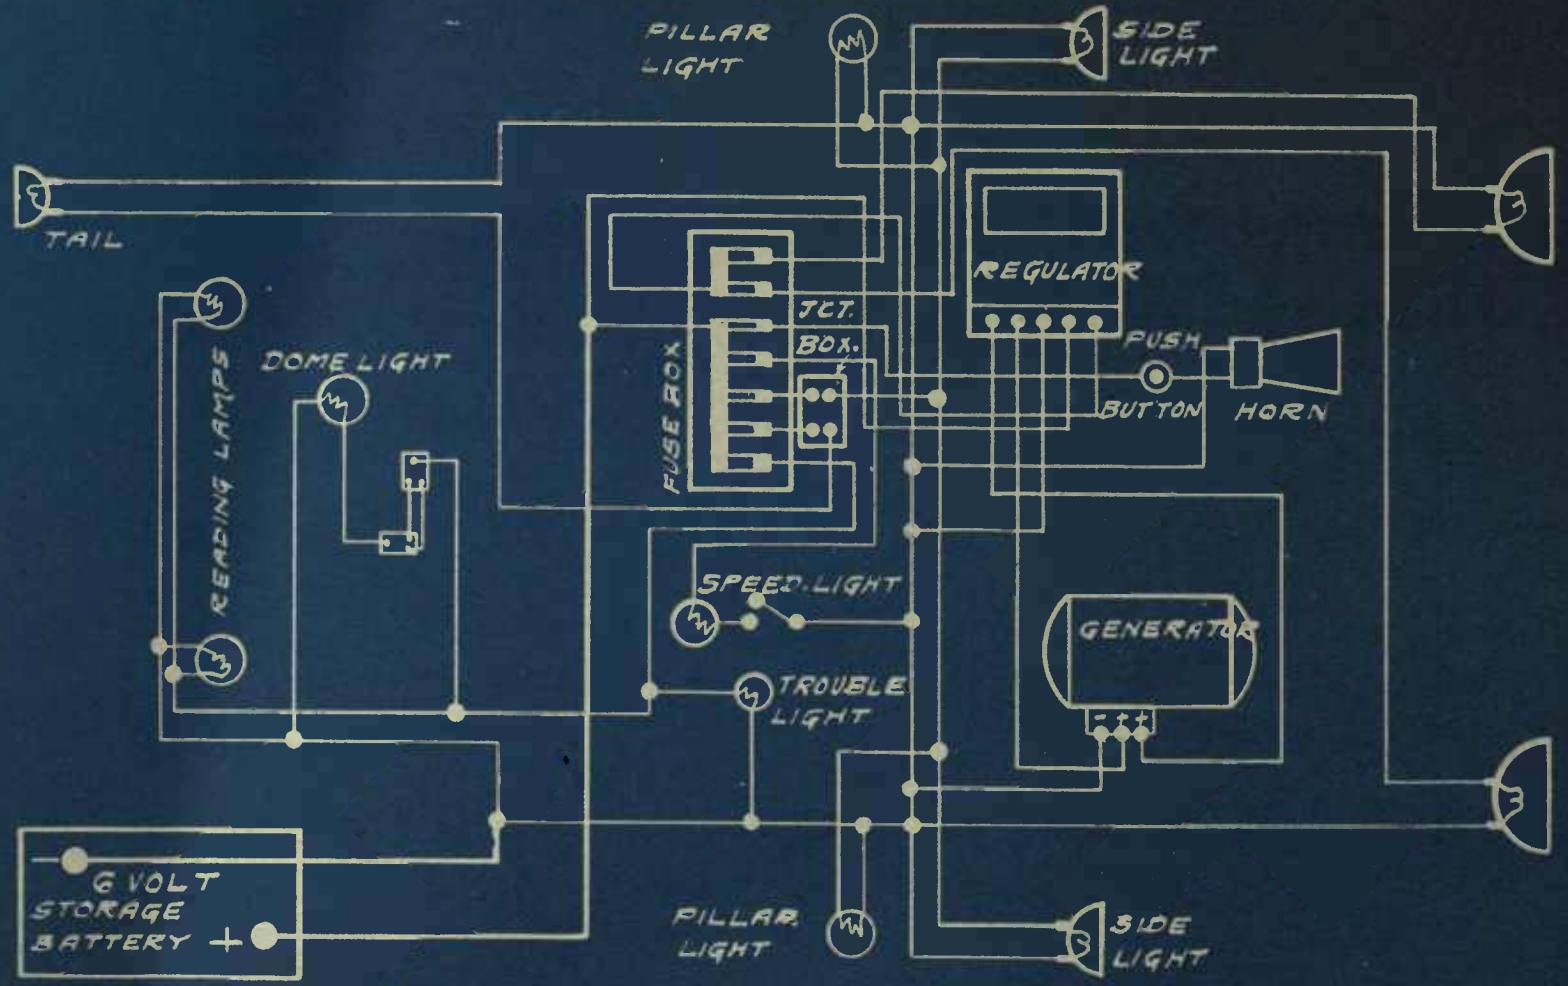 PILLAR
LIGHT
SIDE
LIGHT
TAIL
REGULATOR
JCT.
BOX.
FUSE BOX
PUSH
BUTTON
HORN
DOME LIGHT
READING LAMPS
SPEED. LIGHT
GENERATOR
TROUBLE
LIGHT
- + +
6 VOLT
STORAGE
BATTERY +
-
PILLAR.
LIGHT
SIDE
LIGHT